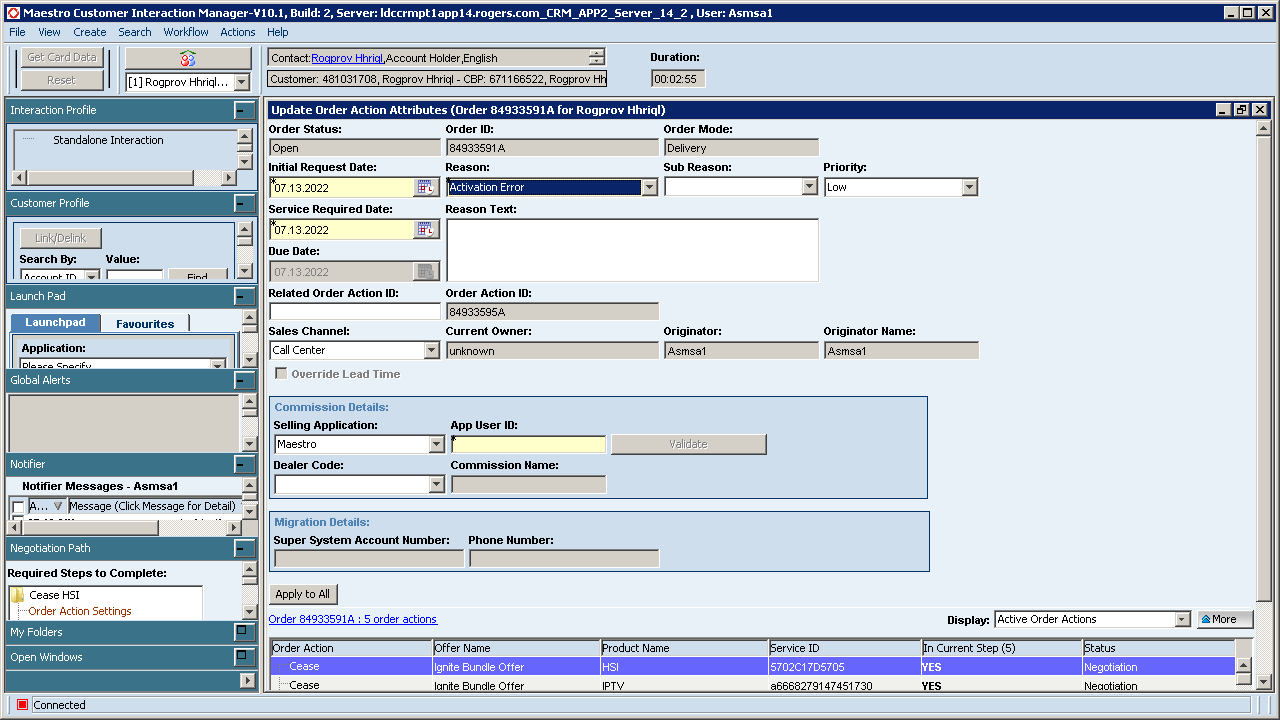 Maestro Customer Interaction Manager-V10.1, Build: 2, Server: ldccrmpt1app14.rogers.com_CRM_APP2_Server_14_2 , User: Asmsa1
File View Create Search Workflow Actions Help
Get Card Data
Reset
[1] Rogprov Hhriql...
Contact:Rogprov Hhriql,Account Holder,English
Customer: 481031708, Rogprov Hhriql - CBP: 671166522, Rogprov Hh
Duration:
00:02:55
Interaction Profile
Standalone Interaction
Customer Profile
Link/Delink
Search By: Value:
Account ID Find
Launch Pad
Launchpad Favourites
Application:
Please Specify
Global Alerts
Notifier
Notifier Messages - Asmsa1
A... Message (Click Message for Detail)
Negotiation Path
Required Steps to Complete:
Cease HSI
Order Action Settings
My Folders
Open Windows
Update Order Action Attributes (Order 84933591A for Rogprov Hhriql)
Order Status: Order ID: Order Mode:
Open 84933591A Delivery
Initial Request Date: Reason: Sub Reason: Priority:
*07.13.2022 *Activation Error Low
Service Required Date: Reason Text:
*07.13.2022
Due Date:
07.13.2022
Related Order Action ID: Order Action ID:
84933595A
Sales Channel: Current Owner: Originator: Originator Name:
Call Center unknown Asmsa1 Asmsa1
Override Lead Time
Commission Details:
Selling Application: App User ID:
Maestro * Validate
Dealer Code: Commission Name:
Migration Details:
Super System Account Number: Phone Number:
Apply to All
Order 84933591A : 5 order actions Display: Active Order Actions More
Order Action Offer Name Product Name Service ID In Current Step (5) Status
Cease Ignite Bundle Offer HSI 5702C17D5705 YES Negotiation
Cease Ignite Bundle Offer IPTV a6668279147451730 YES Negotiation
Connected